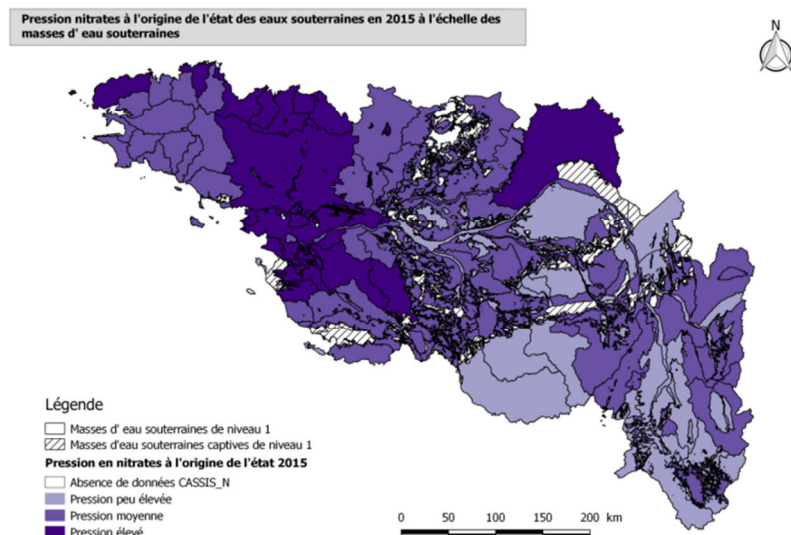 Pression nitrates à l'origine de l'état des eaux souterraines en 2015 à l'échelle des
masses d' eau souterraines
N
Légende
Masses d' eau souterraines de niveau 1
Masses d'eau souterraines captives de niveau 1
Pression en nitrates à l'origine de l'état 2015
Absence de données CASSIS_N
Pression peu élevée
Pression moyenne
Pression élevé
0 50 100 150 200 km